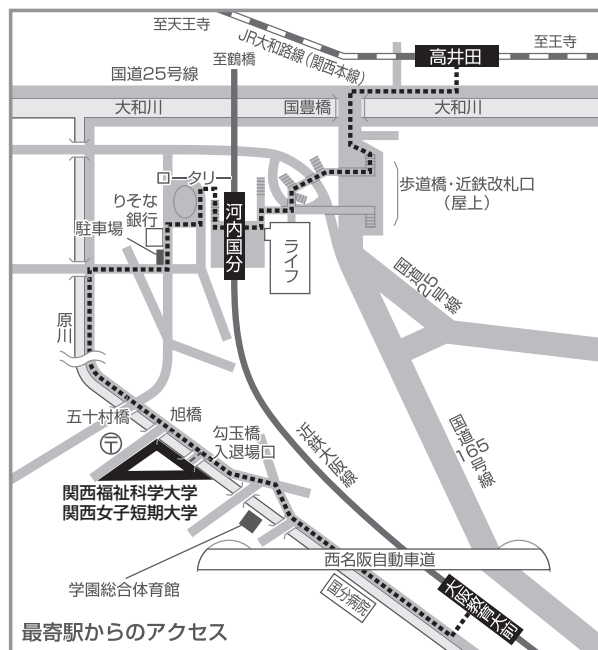 至天王寺
JR大和路線(関西本線)
高井田
至王寺
至鶴橋
国道25号線
大和川
国豊橋
大和川
ロータリー
歩道橋・近鉄改札口
(屋上)
りそな
銀行
駐車場
河内国分
ライフ
国道25号線
原川
五十村橋
旭橋
勾玉橋
入退場口
近鉄大阪線
国道165号線
〒
関西福祉科学大学
関西女子短期大学
西名阪自動車道
学園総合体育館
国分病院
大阪教育大前
最寄駅からのアクセス